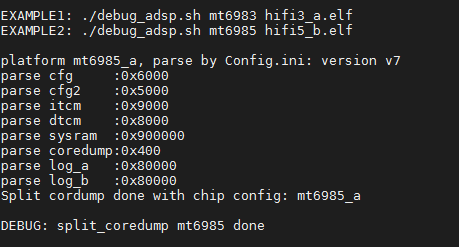 EXAMPLE1: ./debug_adsp.sh mt6983 hifi3_a.elf
EXAMPLE2: ./debug_adsp.sh mt6985 hifi5_b.elf
platform mt6985_a, parse by Config.ini: version v7
parse cfg     :0x6000
parse cfg2    :0x5000
parse itcm    :0x9000
parse dtcm    :0x8000
parse sysram  :0x900000
parse coredump:0x400
parse log_a   :0x80000
parse log_b   :0x80000
Split cordump done with chip config: mt6985_a
DEBUG: split_coredump mt6985 done